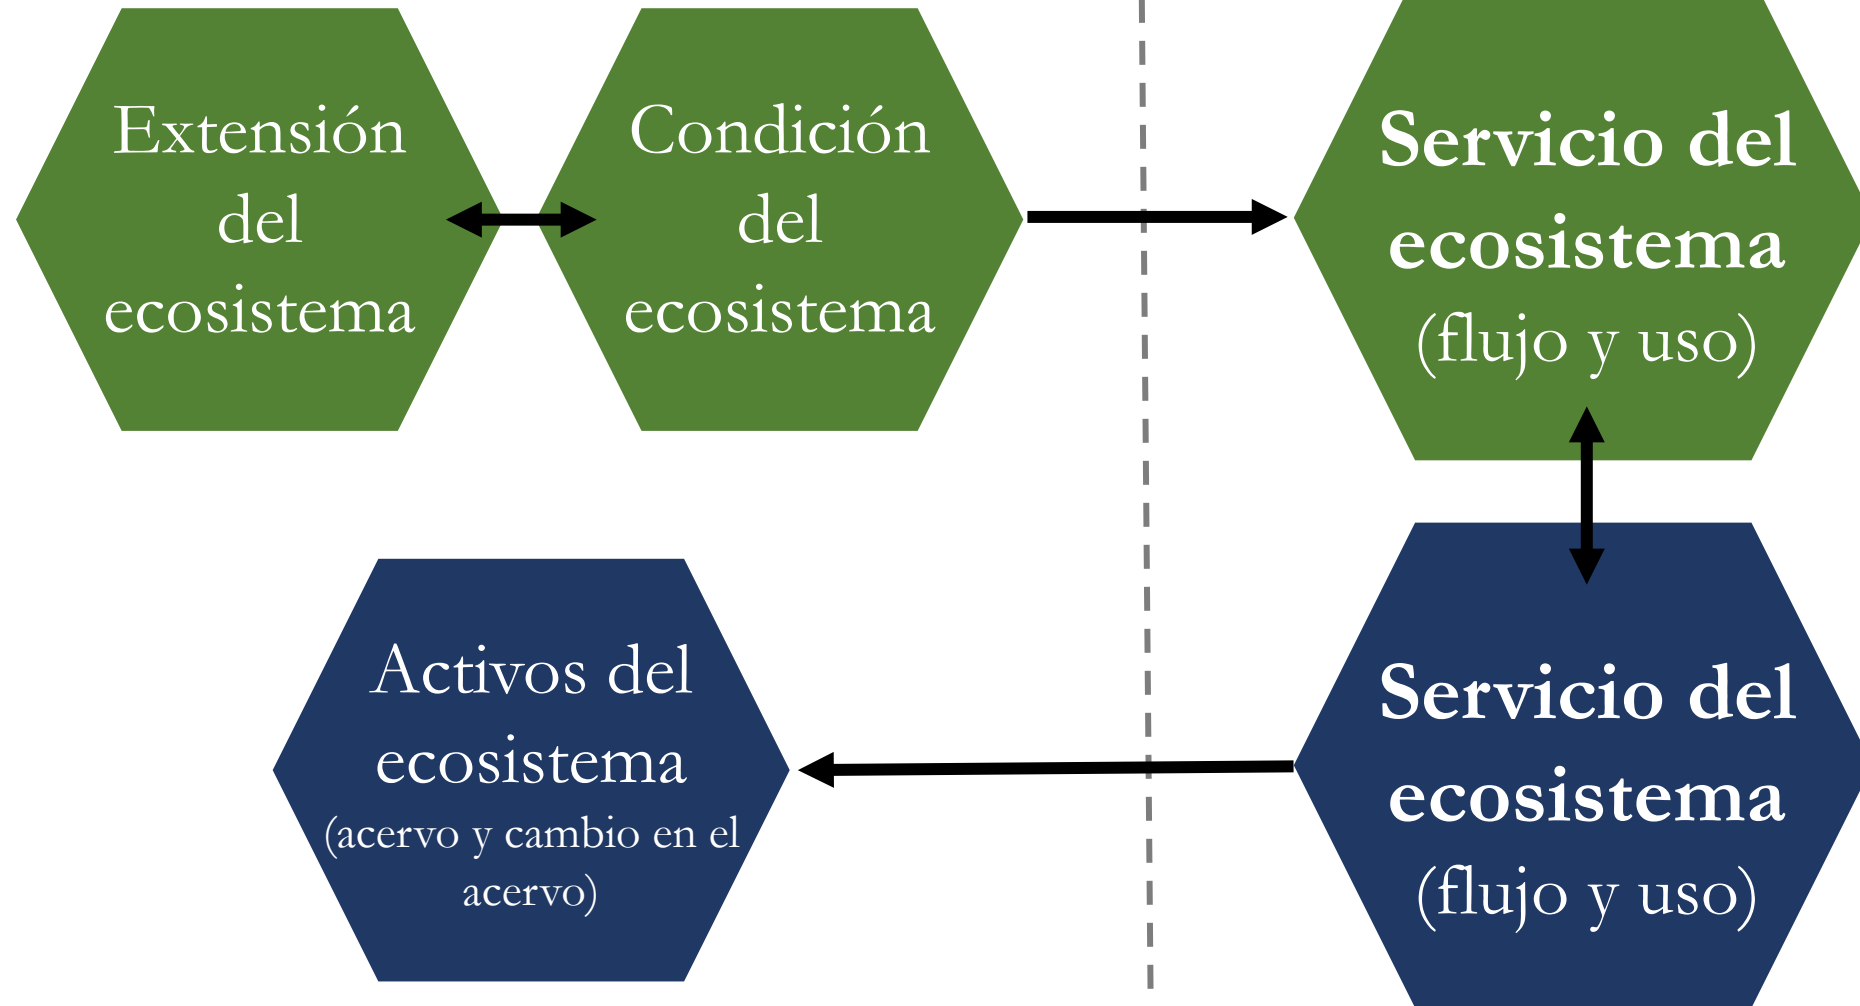 Extensión
del
ecosistema
Condición
del
ecosistema
Servicio del
ecosistema
(flujo y uso)
Activos del
ecosistema
(acervo y cambio en el
acervo)
Servicio del
ecosistema
(flujo y uso)